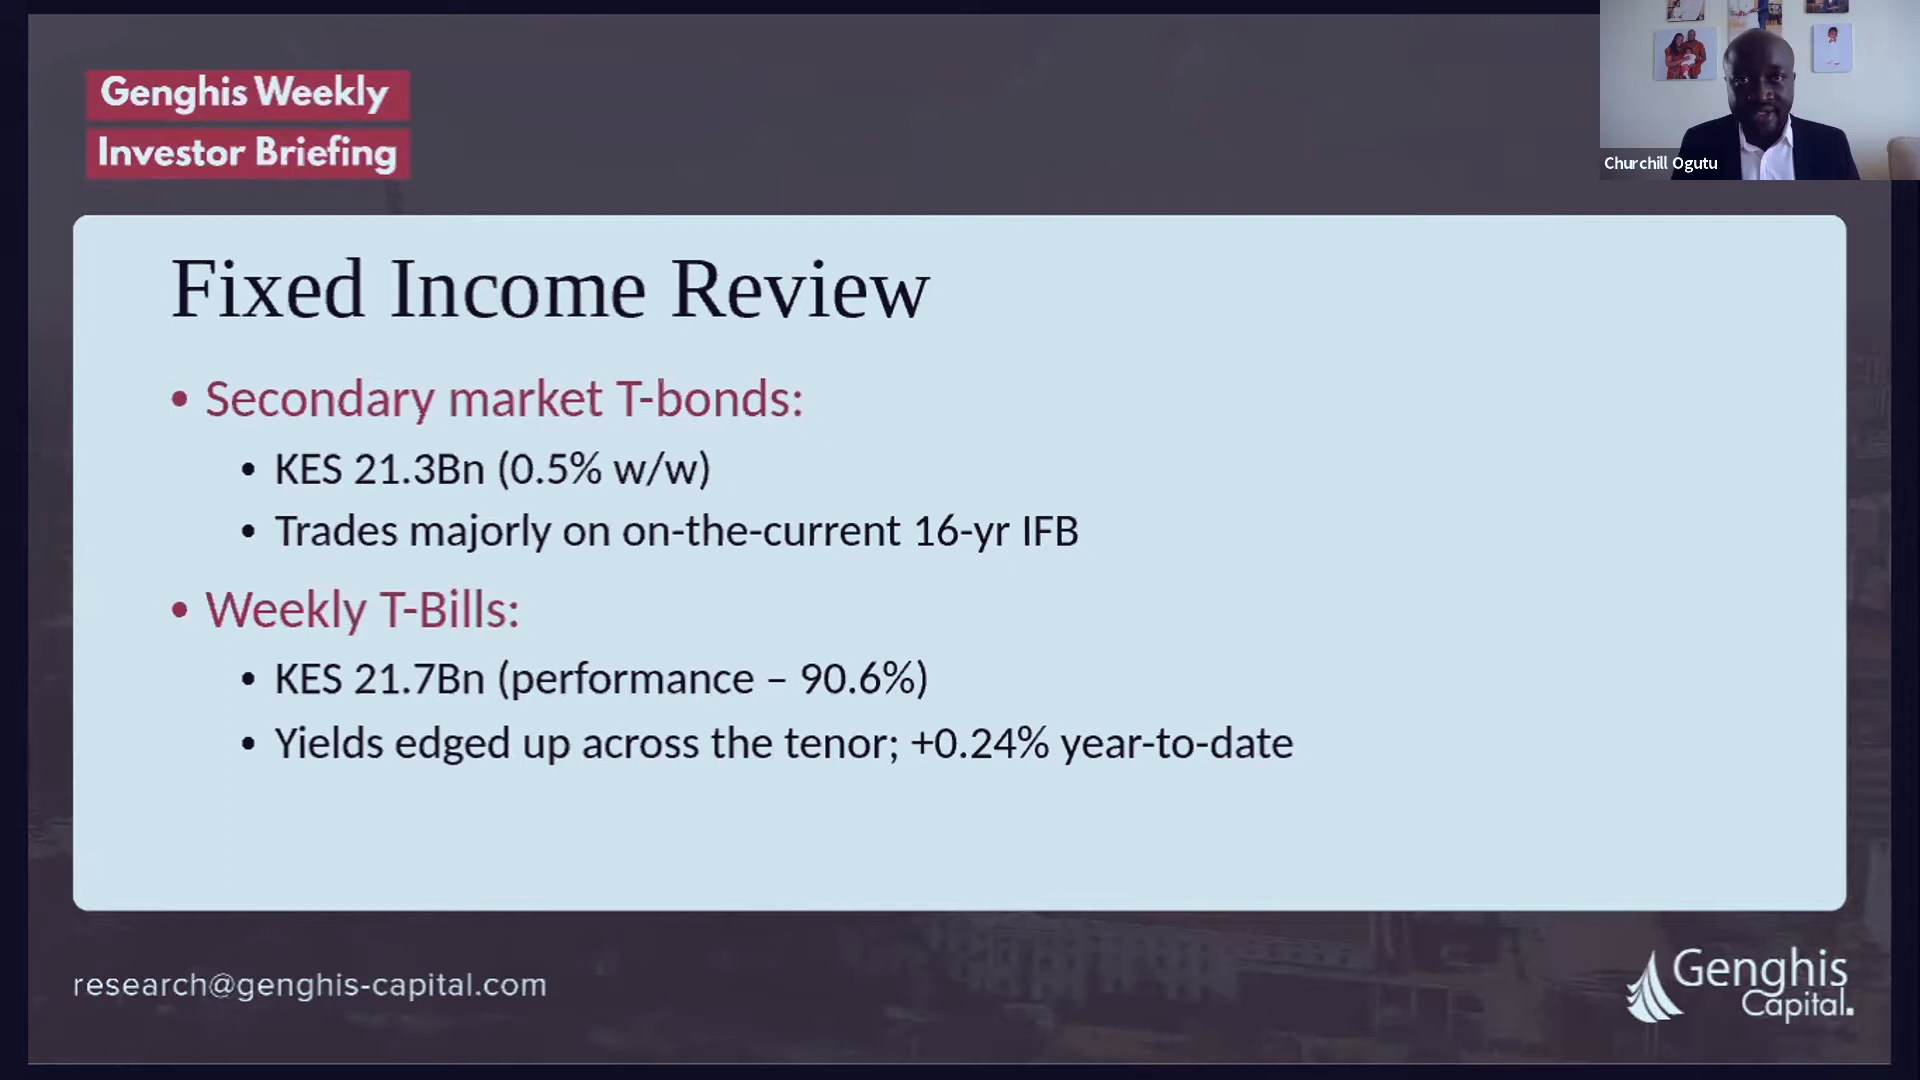 Genghis Weekly
Investor Briefing
Churchill Ogutu
Fixed Income Review
• Secondary market T-bonds:
• KES 21.3Bn (0.5% w/w)
• Trades majorly on on-the-current 16-yr IFB
• Weekly T-Bills:
• KES 21.7Bn (performance – 90.6%)
• Yields edged up across the tenor; +0.24% year-to-date
research@genghis-capital.com
Genghis
Capital.